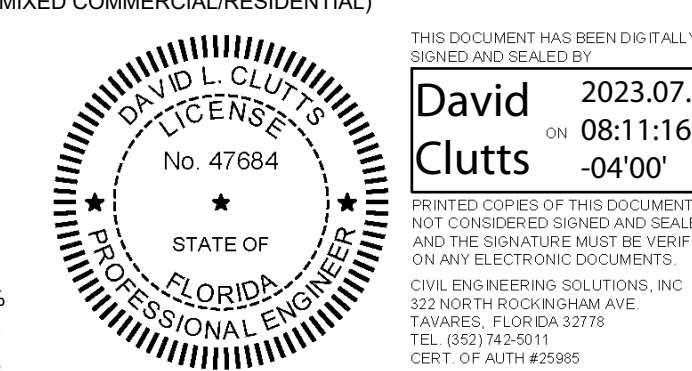 MIXED COMMERCIAL/RESIDENTIAL)
DAVID L. CLUTTS
LICENSE
No. 47684
STATE OF
FLORIDA
PROFESSIONAL ENGINEER
%
THIS DOCUMENT HAS BEEN DIGITALLY
SIGNED AND SEALED BY
David
Clutts
ON
2023.07.
08:11:16
-04'00'
PRINTED COPIES OF THIS DOCUMENT
NOT CONSIDERED SIGNED AND SEALE
AND THE SIGNATURE MUST BE VERIF
ON ANY ELECTRONIC DOCUMENTS.
CIVIL ENGINEERING SOLUTIONS, INC
322 NORTH ROCKINGHAM AVE.
TAVARES, FLORIDA 32778
TEL. (352) 742-5011
CERT. OF AUTH #25985